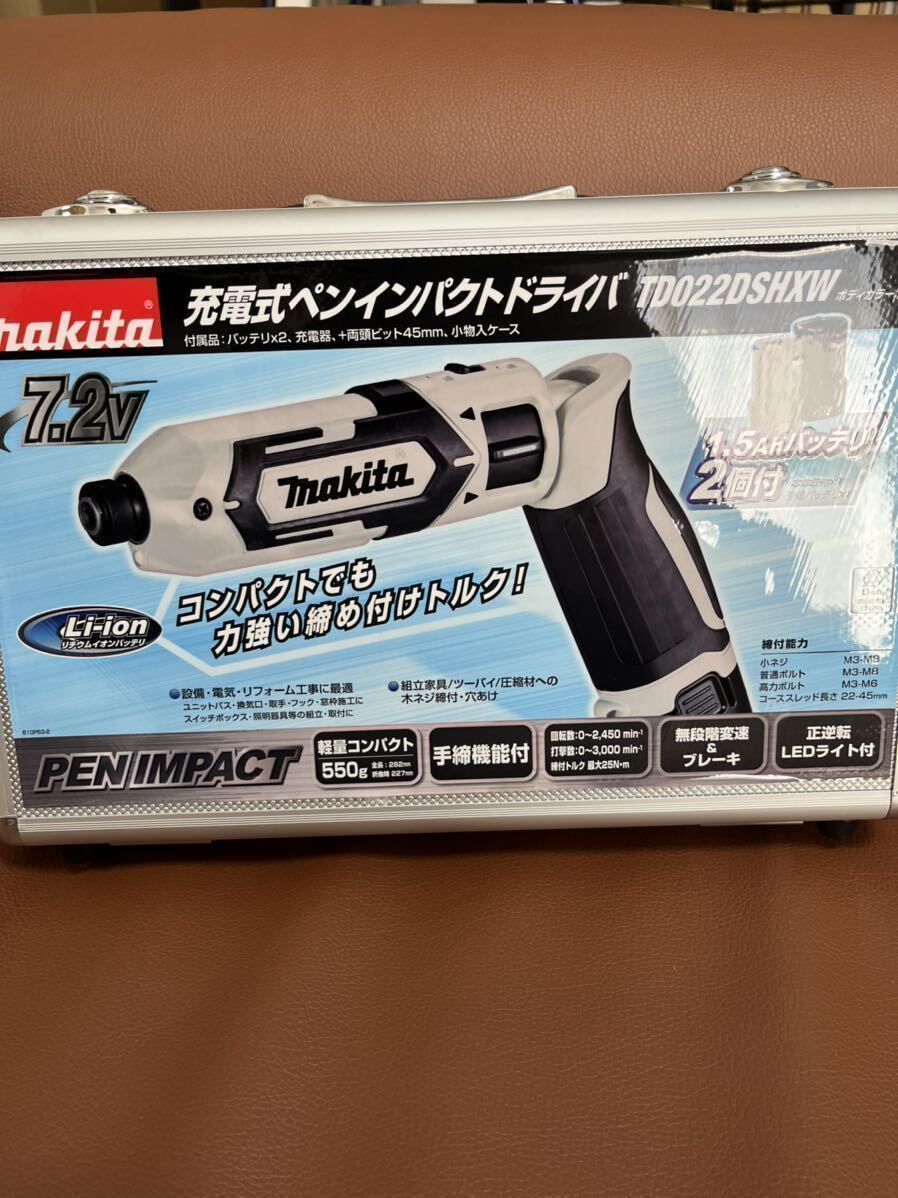 makita®
充電式ペンインパクトドライバ TD022DSHXW
付属品：バッテリx2、充電器、+両頭ビット45mm、小物入ケース
7.2V
makita®
1.5Ahバッテリ
2個付
コンパクトでも
力強い締め付けトルク!
Li-ion
リチウムイオンバッテリ
●設備・電気・リフォーム工事に最適
ユニットバス・換気口・取手・フック・窓枠施工に
スイッチボックス・照明器具等の組立・取付に
●組立家具/ツーバイ/圧縮材への
木ネジ締付・穴あけ
締付能力
小ネジ M3-M8
普通ボルト M3-M8
高力ボルト M3-M6
コーススレッド長さ 22-45mm
810P63-2
PEN IMPACT
軽量コンパクト
550g 全長：282mm
折曲時 227mm
手締機能付
回転数：0〜2,450 min⁻¹
打撃数：0〜3,000 min⁻¹
締付トルク 最大25N・m
無段階変速
&
ブレーキ
正逆転
LEDライト付